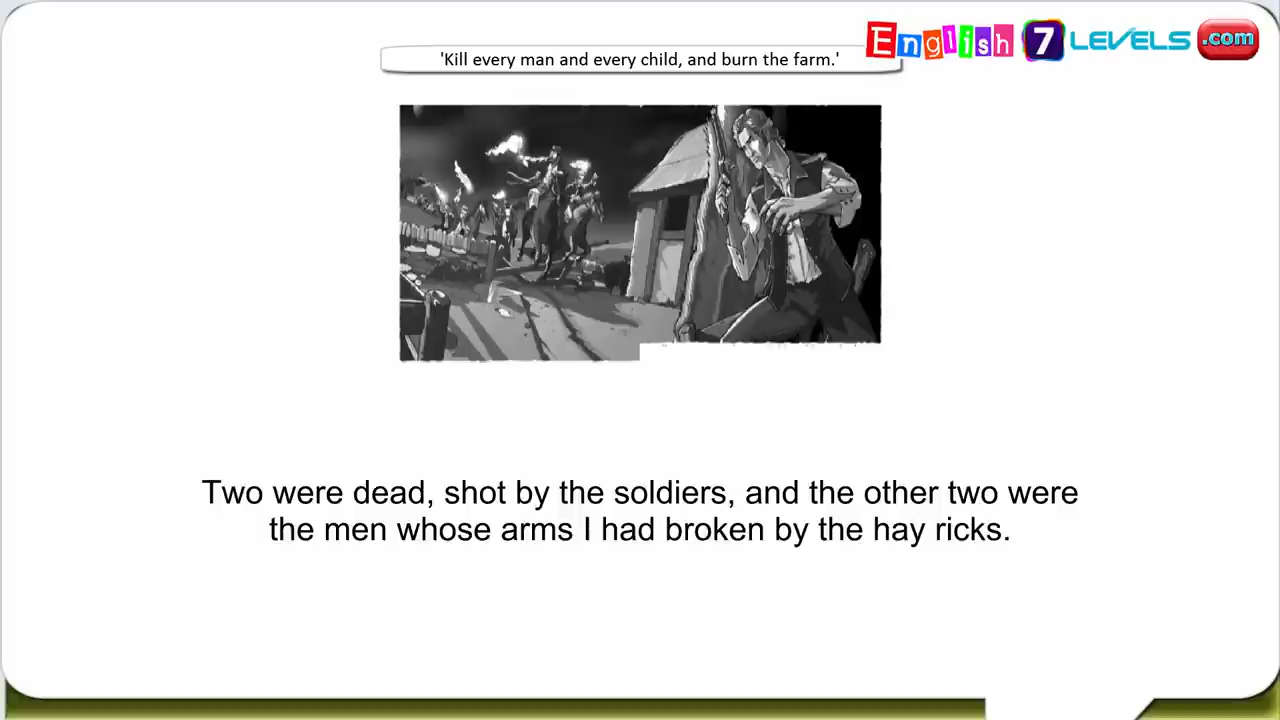 English 7 LEVELS .com
'Kill every man and every child, and burn the farm.'
Two were dead, shot by the soldiers, and the other two were
the men whose arms I had broken by the hay ricks.